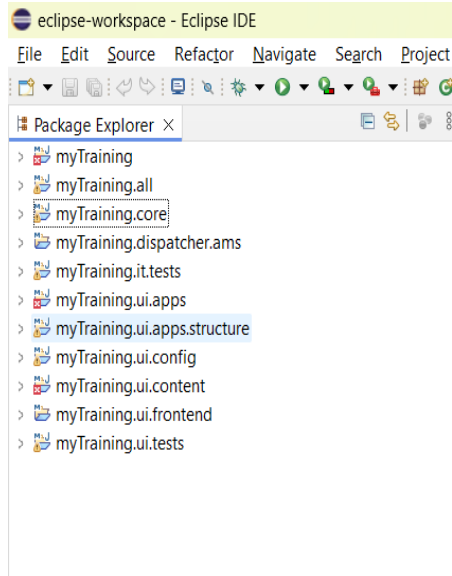 eclipse-workspace - Eclipse IDE
File Edit Source Refactor Navigate Search Project
Package Explorer
myTraining
myTraining.all
myTraining.core
myTraining.dispatcher.ams
myTraining.it.tests
myTraining.ui.apps
myTraining.ui.apps.structure
myTraining.ui.config
myTraining.ui.content
myTraining.ui.frontend
myTraining.ui.tests